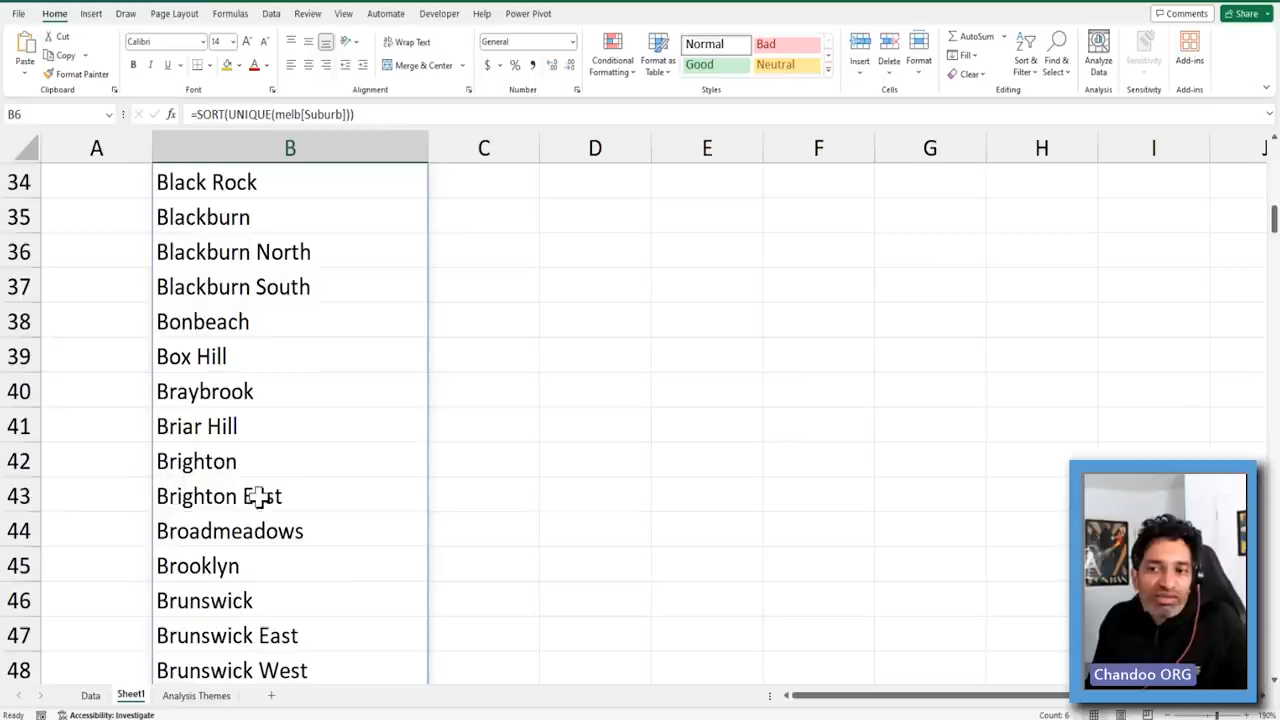 File Home Insert Draw Page Layout Formulas Data Review View Automate Developer Help Power Pivot Comments Share
Paste Cut Copy Format Painter Clipboard
Calibri 14 B I U Font
Wrap Text Merge & Center Alignment
General $ % Number
Conditional Formatting Format as Table Normal Bad Good Neutral Styles
Insert Delete Format Cells
AutoSum Fill Clear Sort & Filter Find & Select Editing
Analyze Data Analysis
Sensitivity Sensitivity
Add-ins Add-ins
B6 fx =SORT(UNIQUE(melb[Suburb]))
A B C D E F G H I J
34 Black Rock
35 Blackburn
36 Blackburn North
37 Blackburn South
38 Bonbeach
39 Box Hill
40 Braybrook
41 Briar Hill
42 Brighton
43 Brighton East
44 Broadmeadows
45 Brooklyn
46 Brunswick
47 Brunswick East
48 Brunswick West
Chandoo ORG
Data Sheet1 Analysis Themes
Ready Accessibility: Investigate Count: 6 190%